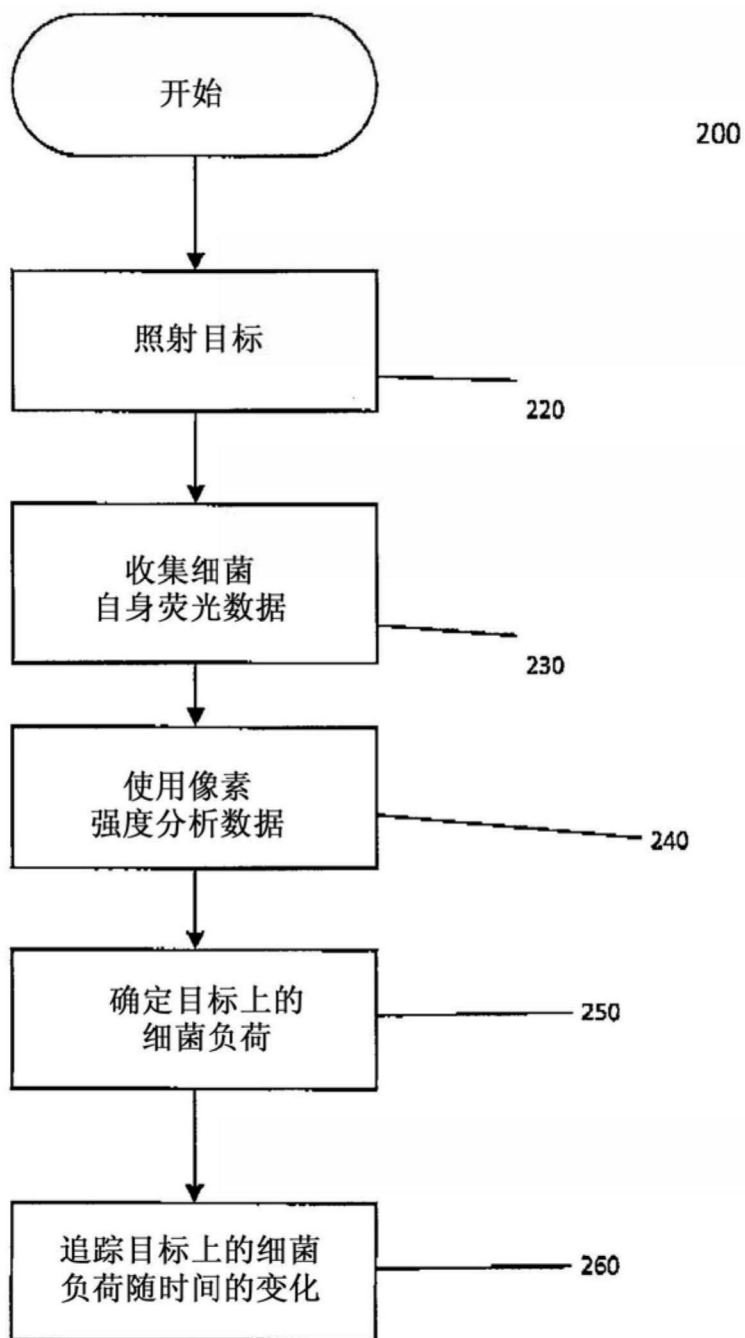 开始
200
照射目标
220
收集细菌
自身荧光数据
230
使用像素
强度分析数据
240
确定目标上的
细菌负荷
250
追踪目标上的细菌
负荷随时间的变化
260